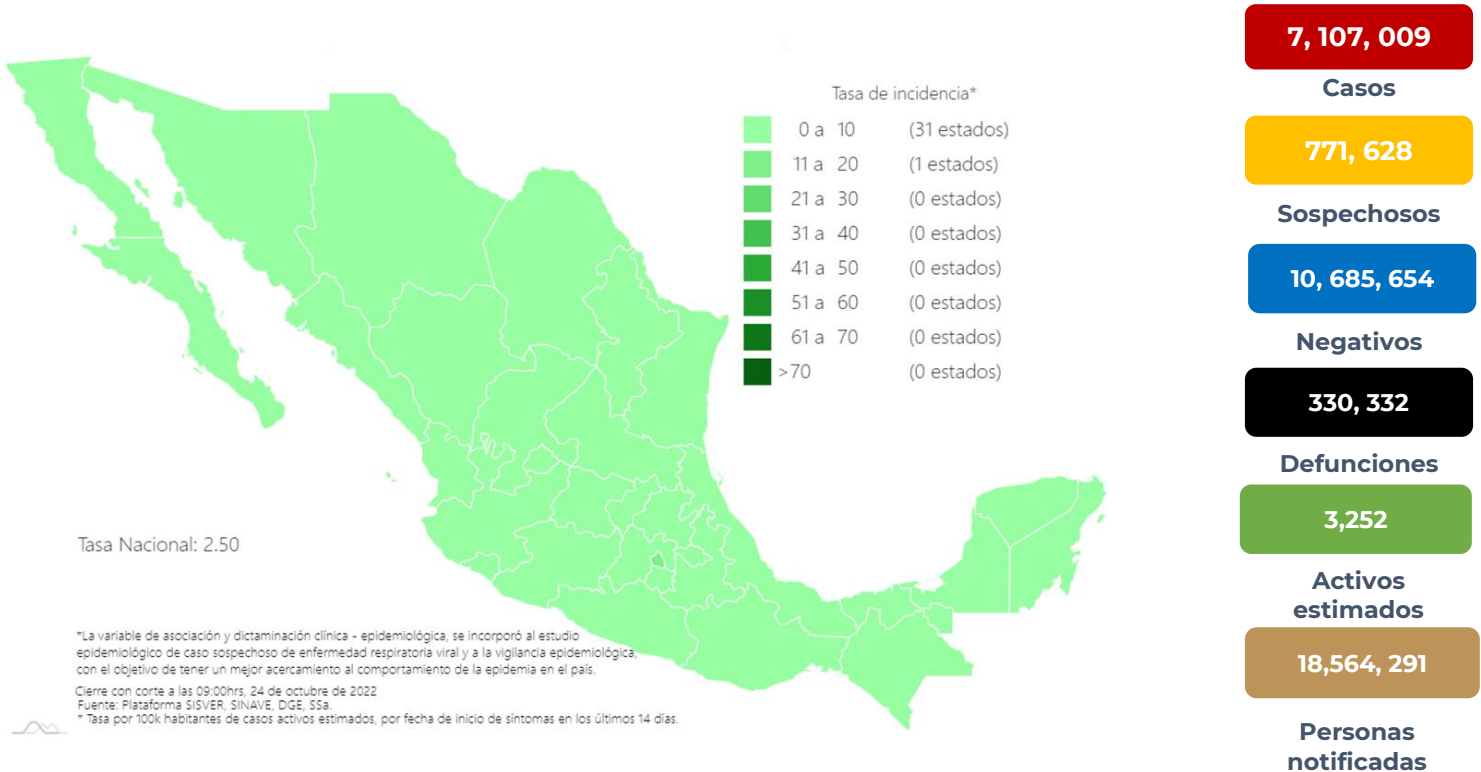 Tasa de incidencia*
0 a 10 (31 estados)
11 a 20 (1 estados)
21 a 30 (0 estados)
31 a 40 (0 estados)
41 a 50 (0 estados)
51 a 60 (0 estados)
61 a 70 (0 estados)
>70 (0 estados)
Tasa Nacional: 2.50
*La variable de asociación y dictaminación clínica - epidemiológica, se incorporó al estudio
epidemiológico de caso sospechoso de enfermedad respiratoria viral y a la vigilancia epidemiológica,
con el objetivo de tener un mejor acercamiento al comportamiento de la epidemia en el país.
Cierre con corte a las 09:00hrs, 24 de octubre de 2022
Fuente: Plataforma SISVER, SINAVE, DGE, SSa.
* Tasa por 100k habitantes de casos activos estimados, por fecha de inicio de síntomas en los últimos 14 días.
7, 107, 009
Casos
771, 628
Sospechosos
10, 685, 654
Negativos
330, 332
Defunciones
3,252
Activos
estimados
18,564, 291
Personas
notificadas